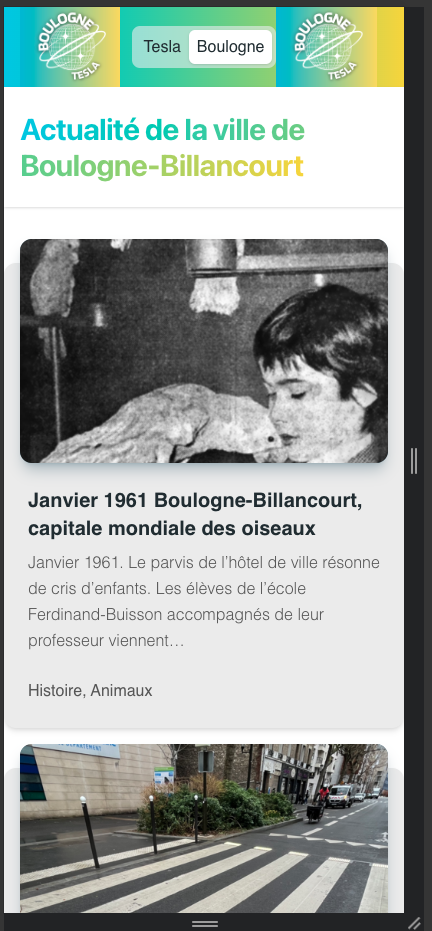 BOULOGNE
TESLA
Tesla
Boulogne
BOULOGNE
TESLA
Actualité de la ville de
Boulogne-Billancourt
Janvier 1961 Boulogne-Billancourt,
capitale mondiale des oiseaux
Janvier 1961. Le parvis de l’hôtel de ville résonne
de cris d’enfants. Les élèves de l’école
Ferdinand-Buisson accompagnés de leur
professeur viennent…
Histoire, Animaux